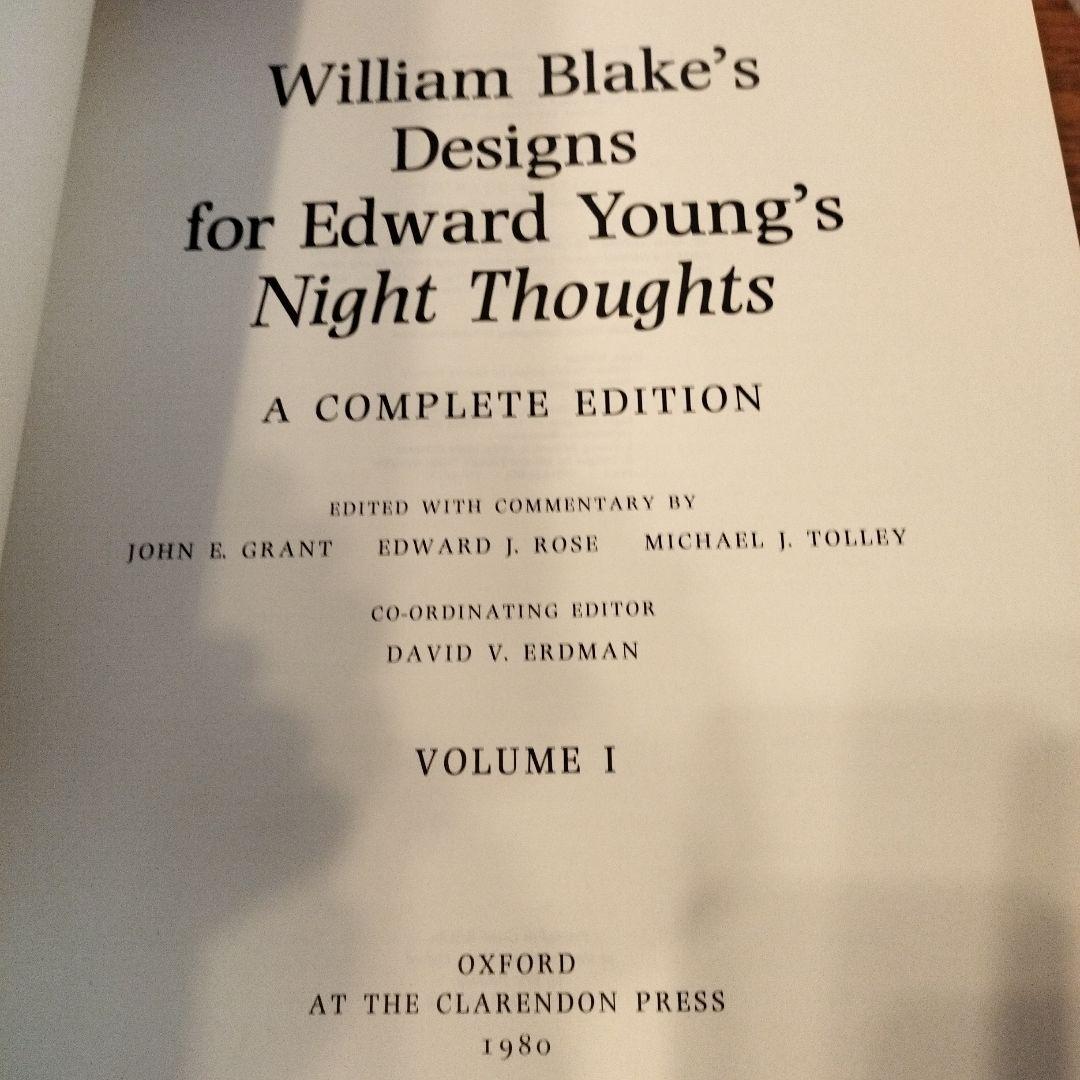 William Blake's
Designs
for Edward Young's
Night Thoughts
A COMPLETE EDITION
EDITED WITH COMMENTARY BY
JOHN E. GRANT EDWARD J. ROSE MICHAEL J. TOLLEY
CO-ORDINATING EDITOR
DAVID V. ERDMAN
VOLUME I
OXFORD
AT THE CLARENDON PRESS
1980